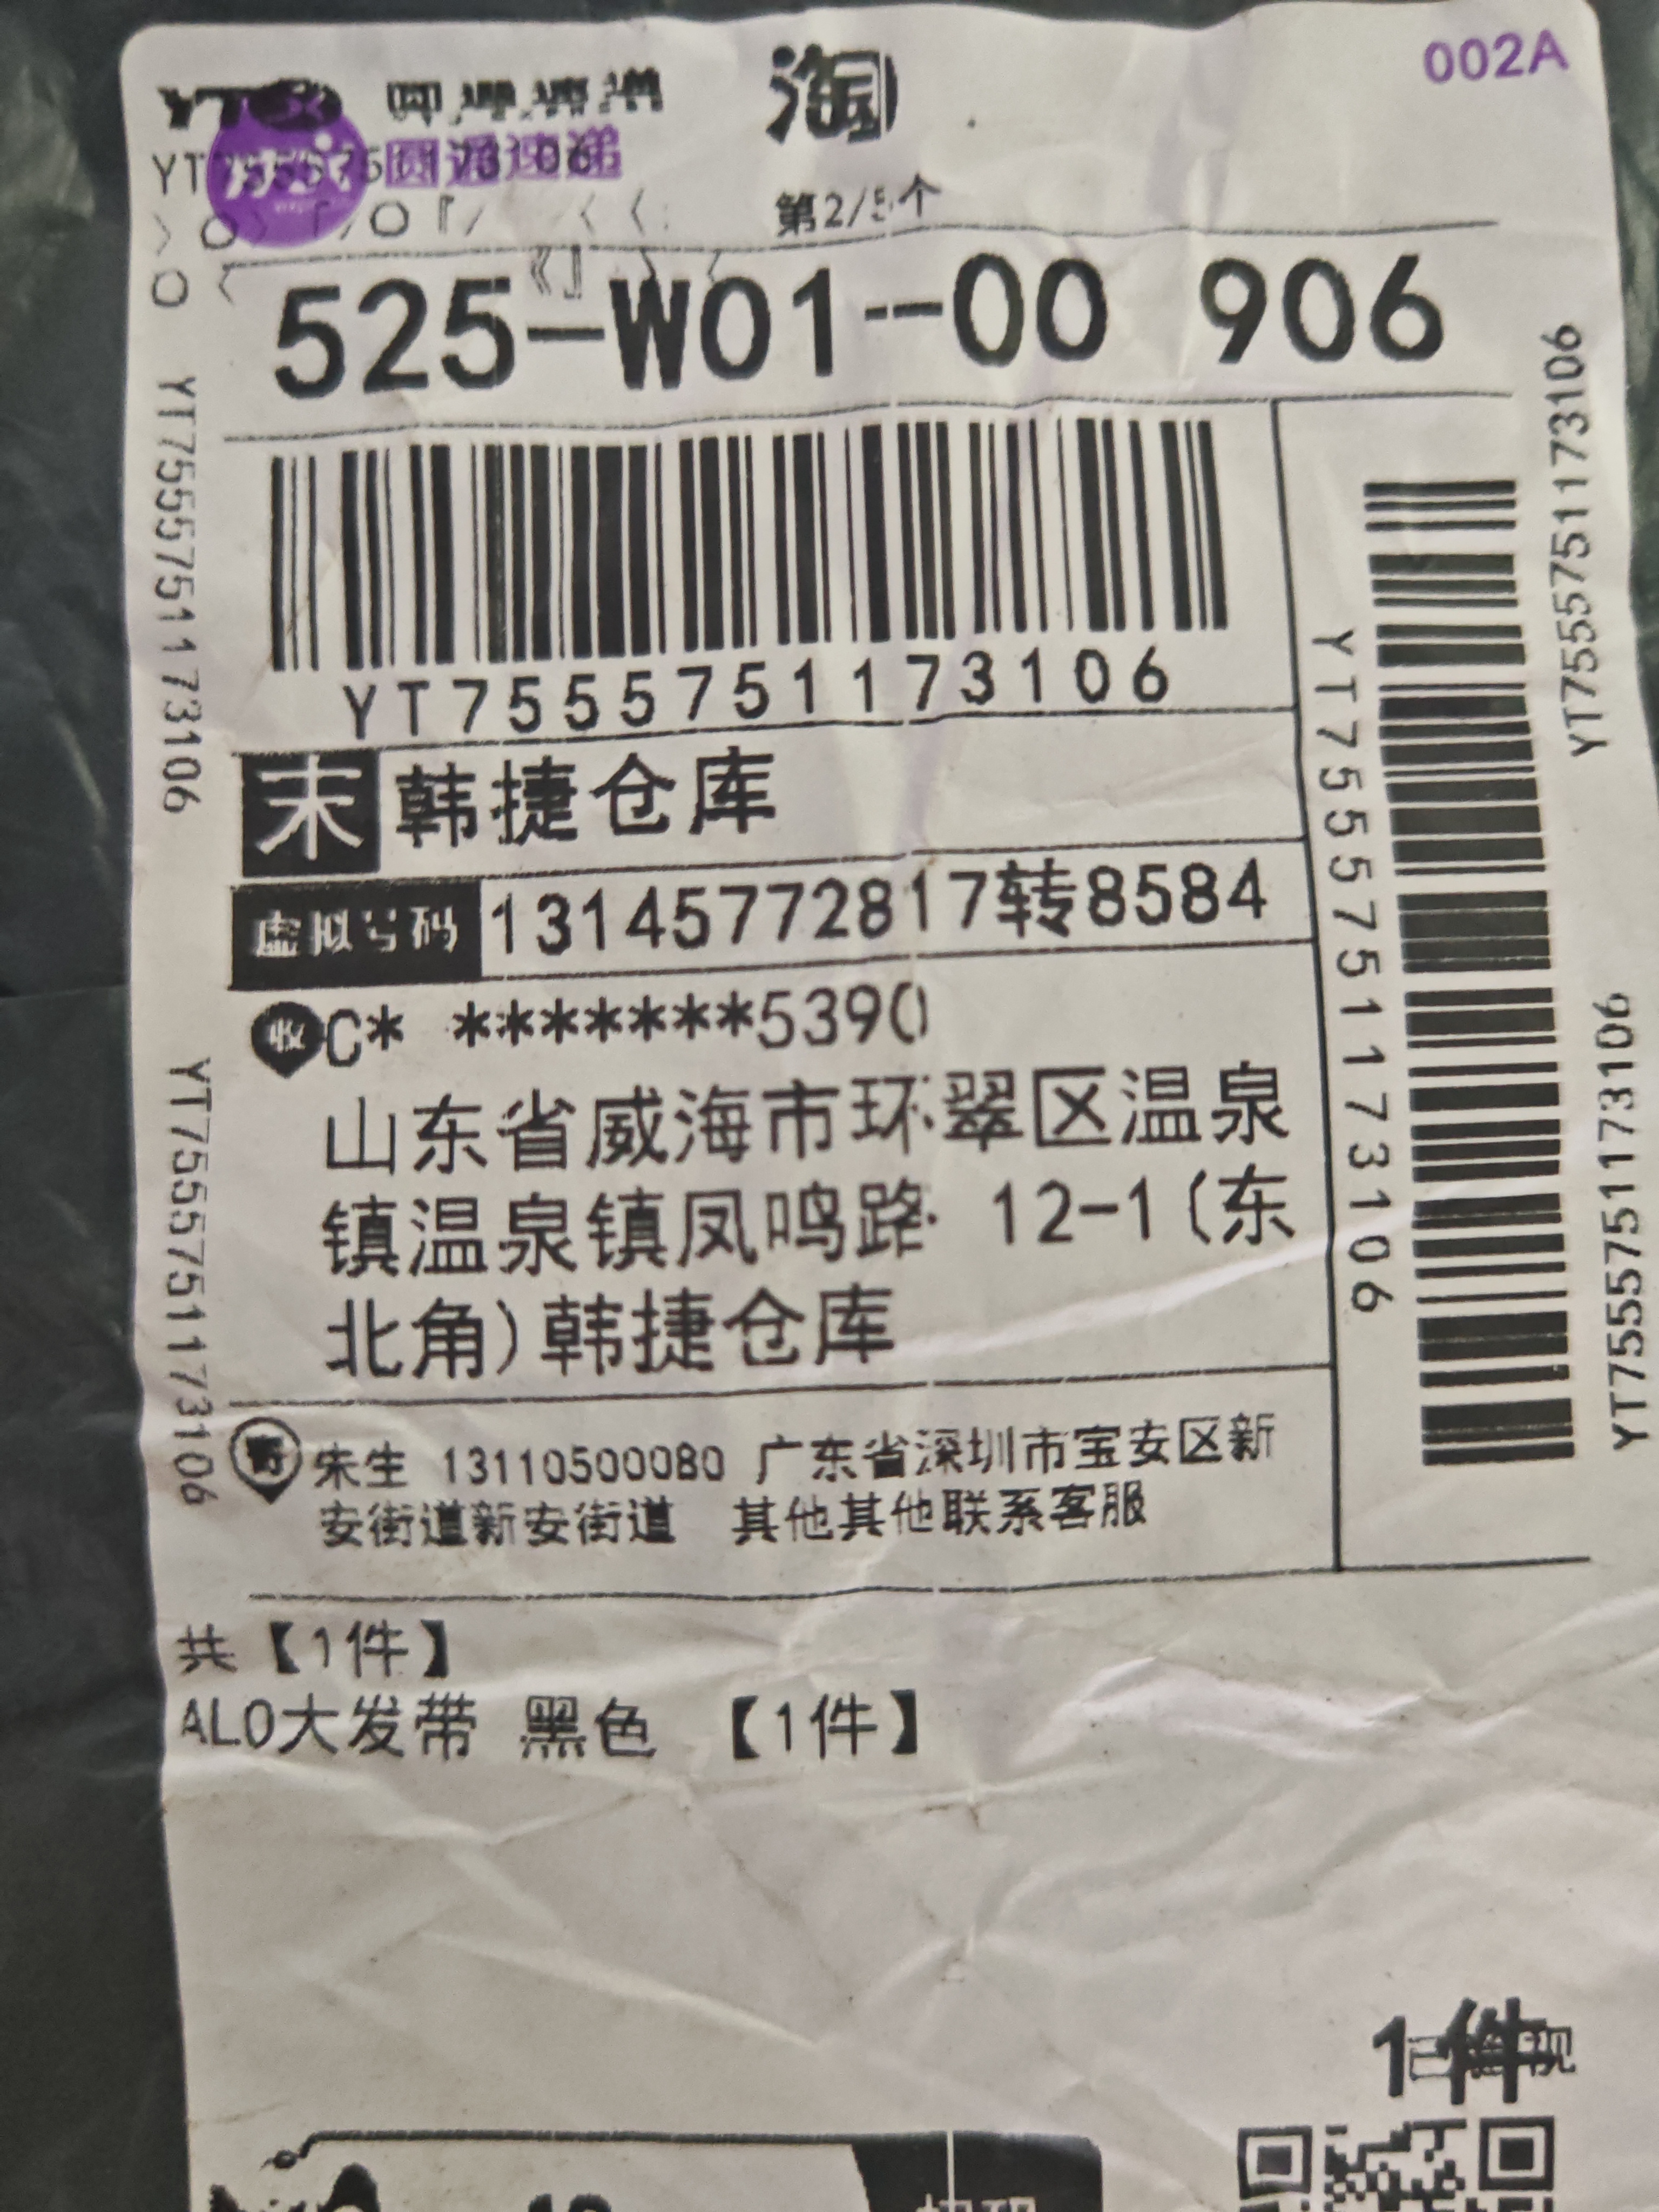 淘
002A
圆通速递
YT7555751173106
第2/5个
525-W01--00 906
YT7555751173106
YT7555751173106
YT7555751173106
YT7555751173106
YT7555751173106
YT7555751173106
末 韩捷仓库
虚拟号码 13145772817转8584
C* *******5390
山东省威海市环翠区温泉
镇温泉镇凤鸣路 12-1(东
北角)韩捷仓库
寄 朱生 13110500080 广东省深圳市宝安区新
安街道新安街道 其他其他联系客服
共【1件】
ALO大发带 黑色 【1件】
1件